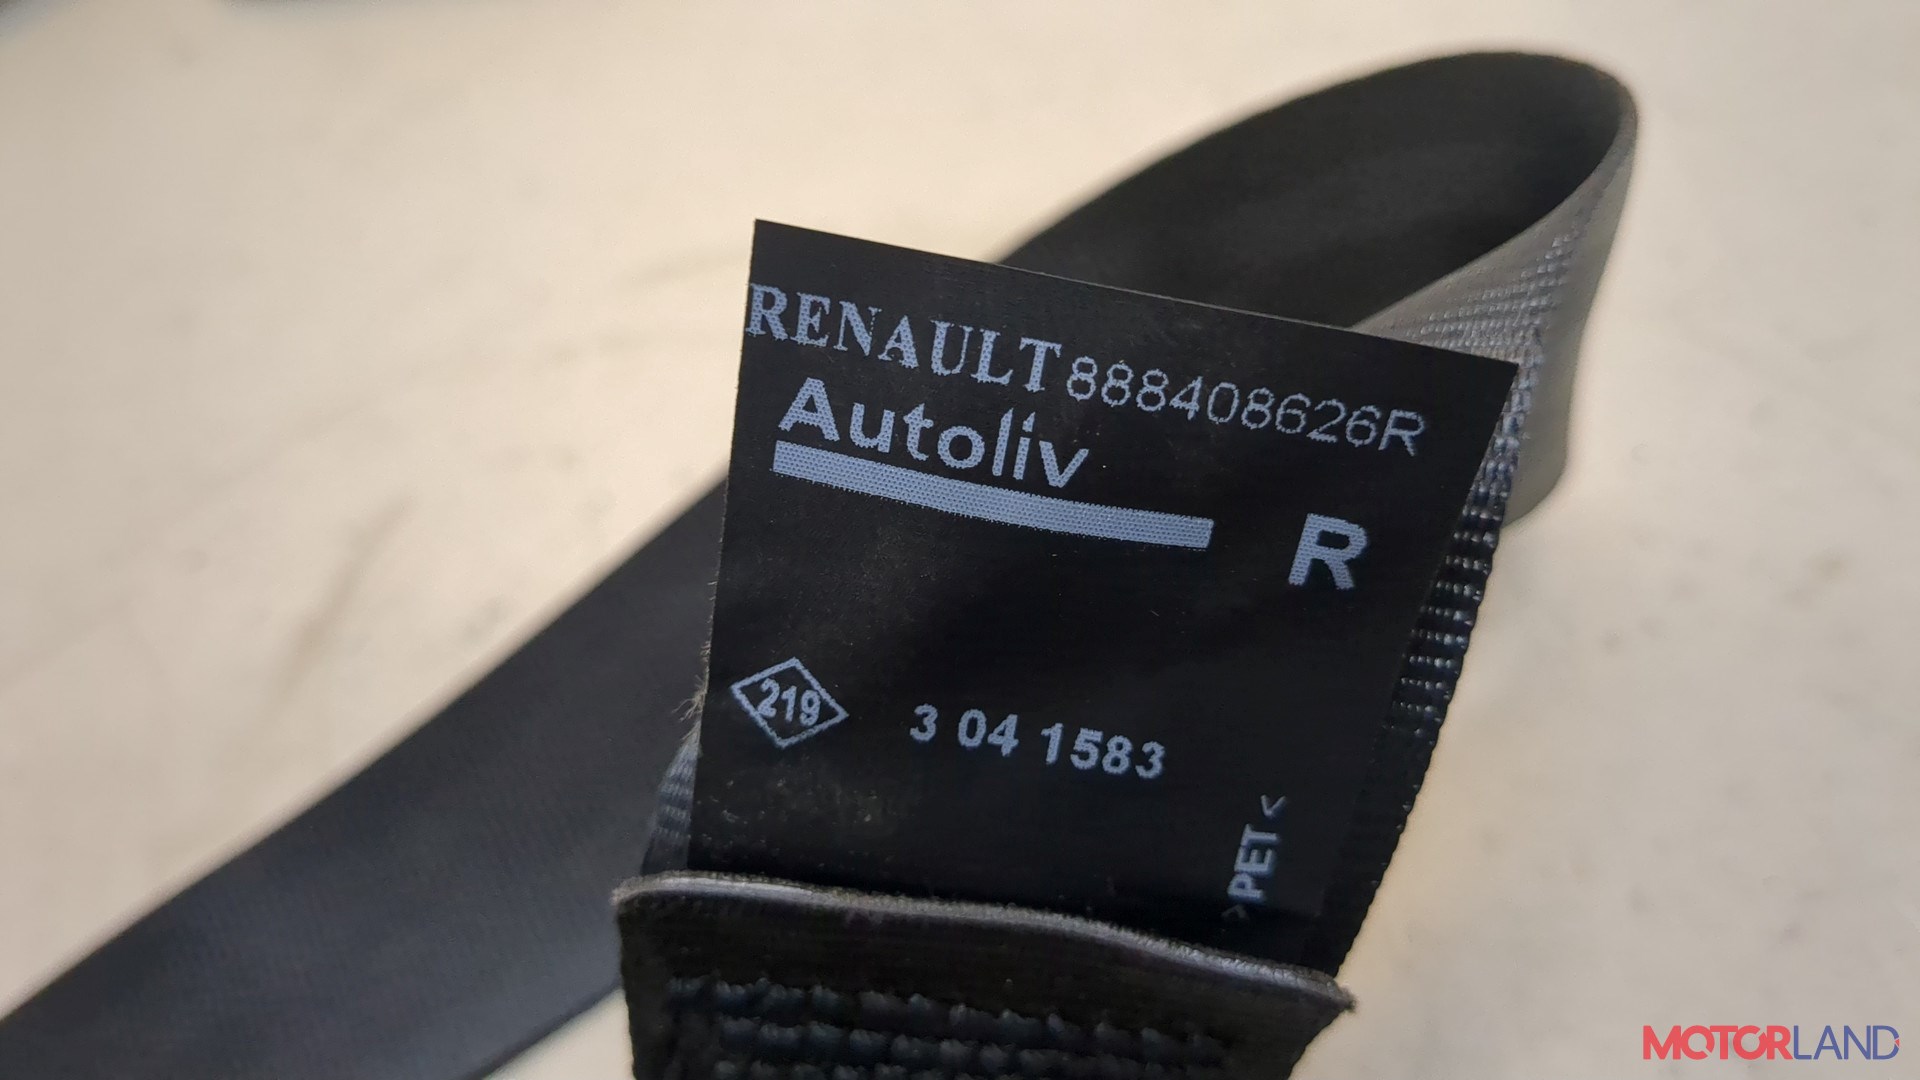 RENAULT 888408626R
Autoliv
R
219
3 04 1583
>PET<
MOTORLAND